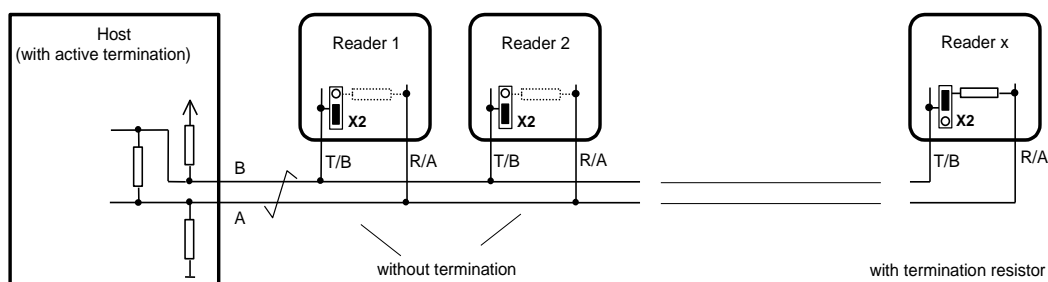 Host
(with active termination)
Reader 1
Reader 2
Reader x
X2
X2
X2
T/B
R/A
T/B
R/A
T/B
R/A
B
A
without termination
with termination resistor